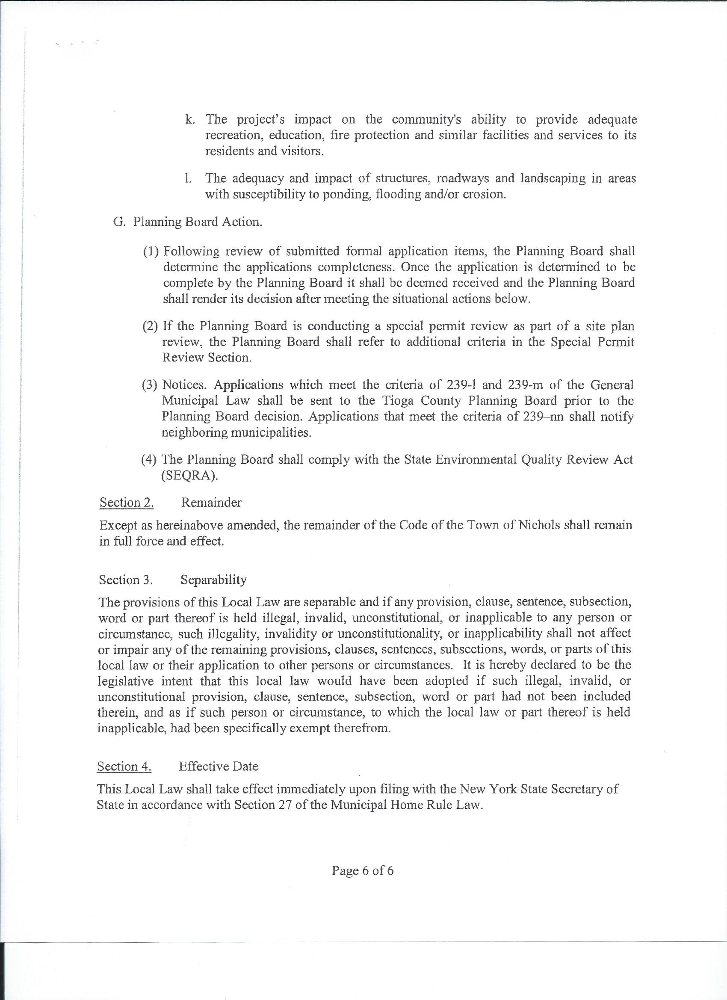 k. The project's impact on the community's ability to provide adequate
recreation, education, fire protection and similar facilities and services to its
residents and visitors.
l. The adequacy and impact of structures, roadways and landscaping in areas
with susceptibility to ponding, flooding and/or erosion.
G. Planning Board Action.
(1) Following review of submitted formal application items, the Planning Board shall
determine the applications completeness. Once the application is determined to be
complete by the Planning Board it shall be deemed received and the Planning Board
shall render its decision after meeting the situational actions below.
(2) If the Planning Board is conducting a special permit review as part of a site plan
review, the Planning Board shall refer to additional criteria in the Special Permit
Review Section.
(3) Notices. Applications which meet the criteria of 239-l and 239-m of the General
Municipal Law shall be sent to the Tioga County Planning Board prior to the
Planning Board decision. Applications that meet the criteria of 239–nn shall notify
neighboring municipalities.
(4) The Planning Board shall comply with the State Environmental Quality Review Act
(SEQRA).
Section 2. Remainder
Except as hereinabove amended, the remainder of the Code of the Town of Nichols shall remain
in full force and effect.
Section 3. Separability
The provisions of this Local Law are separable and if any provision, clause, sentence, subsection,
word or part thereof is held illegal, invalid, unconstitutional, or inapplicable to any person or
circumstance, such illegality, invalidity or unconstitutionality, or inapplicability shall not affect
or impair any of the remaining provisions, clauses, sentences, subsections, words, or parts of this
local law or their application to other persons or circumstances. It is hereby declared to be the
legislative intent that this local law would have been adopted if such illegal, invalid, or
unconstitutional provision, clause, sentence, subsection, word or part had not been included
therein, and as if such person or circumstance, to which the local law or part thereof is held
inapplicable, had been specifically exempt therefrom.
Section 4. Effective Date
This Local Law shall take effect immediately upon filing with the New York State Secretary of
State in accordance with Section 27 of the Municipal Home Rule Law.
Page 6 of 6